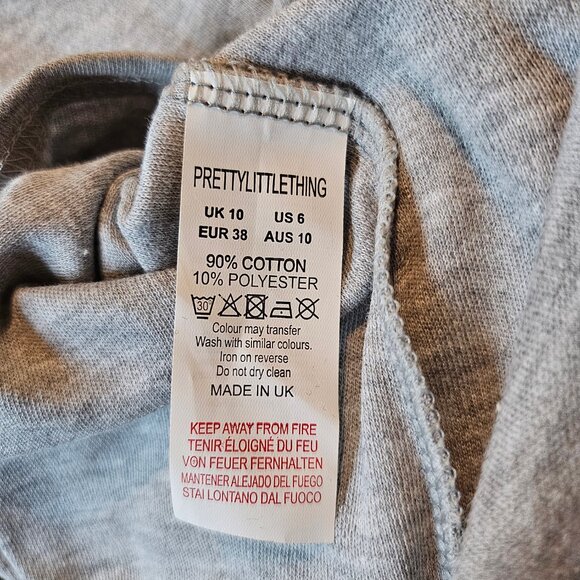 PRETTYLITTLETHING
UK 10 US 6
EUR 38 AUS 10
90% COTTON
10% POLYESTER
30
Colour may transfer
Wash with similar colours.
Iron on reverse
Do not dry clean
MADE IN UK
KEEP AWAY FROM FIRE
TENIR ÉLOIGNÉ DU FEU
VON FEUER FERNHALTEN
MANTENER ALEJADO DEL FUEGO
STAI LONTANO DAL FUOCO